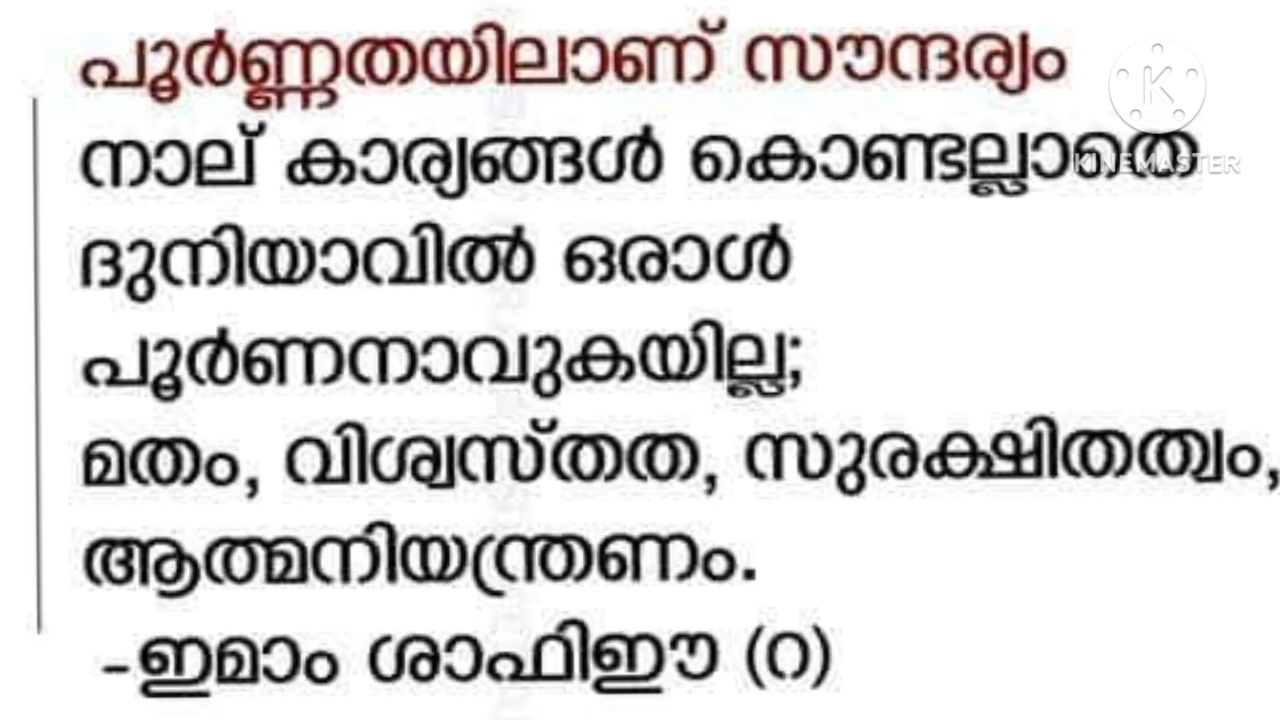 പൂർണ്ണതയിലാണ് സൗന്ദര്യം
നാല് കാര്യങ്ങൾ കൊണ്ടല്ലാതെ
ദുനിയാവിൽ ഒരാൾ
പൂർണനാവുകയില്ല;
മതം, വിശ്വസ്തത, സുരക്ഷിതത്വം,
ആത്മനിയന്ത്രണം.
-ഇമാം ശാഫിഈ (റ)
K
KINEMASTER